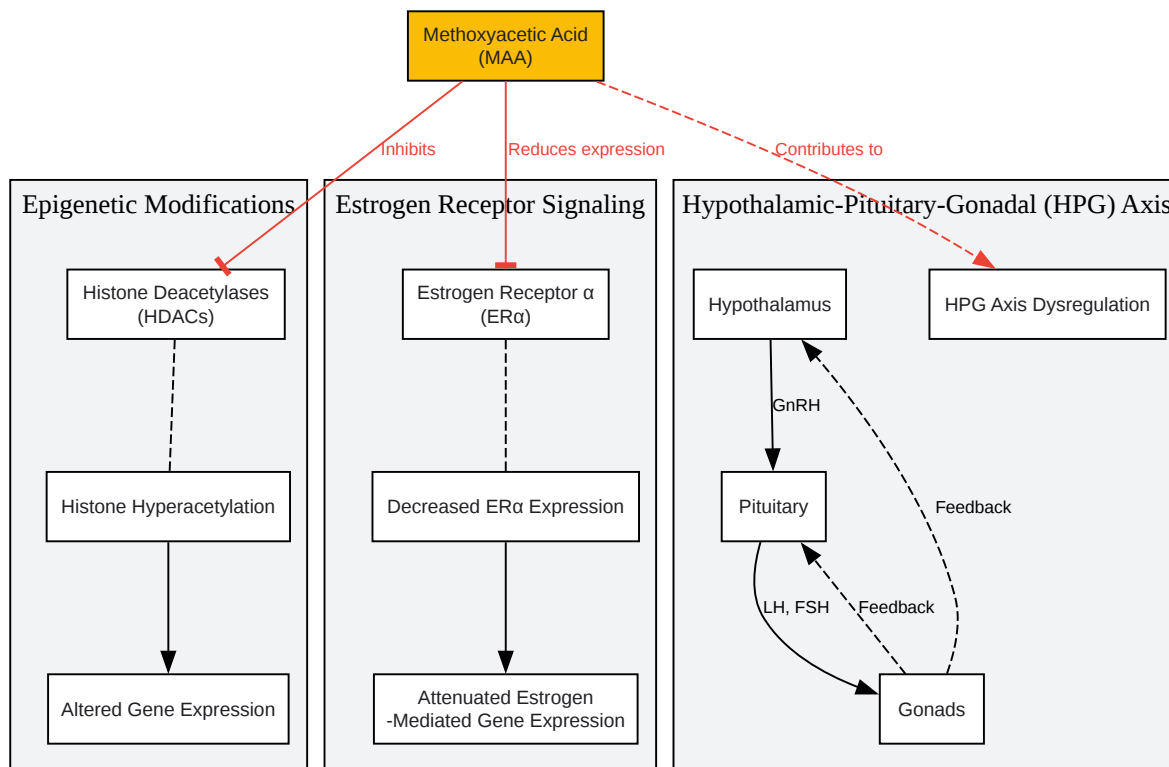 Methoxyacetic Acid
(MAA)
Inhibits
Reduces expression
Contributes to
Epigenetic Modifications
Estrogen Receptor Signaling
Hypothalamic-Pituitary-Gonadal (HPG) Axis
Histone Deacetylases
(HDACs)
Estrogen Receptor α
(ERα)
Hypothalamus
HPG Axis Dysregulation
GnRH
Histone Hyperacetylation
Decreased ERα Expression
Pituitary
Feedback
LH, FSH
Feedback
Altered Gene Expression
Attenuated Estrogen
-Mediated Gene Expression
Gonads